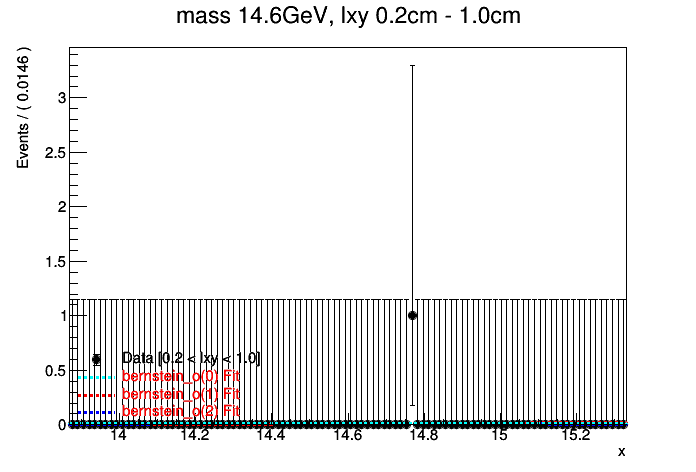 mass 14.6GeV, lxy 0.2cm - 1.0cm
Events / ( 0.0146 )
3
2.5
2
1.5
1
0.5
0
Data [0.2 < lxy < 1.0]
bernstein_o(0) Fit
bernstein_o(1) Fit
bernstein_o(2) Fit
14 14.2 14.4 14.6 14.8 15 15.2
x